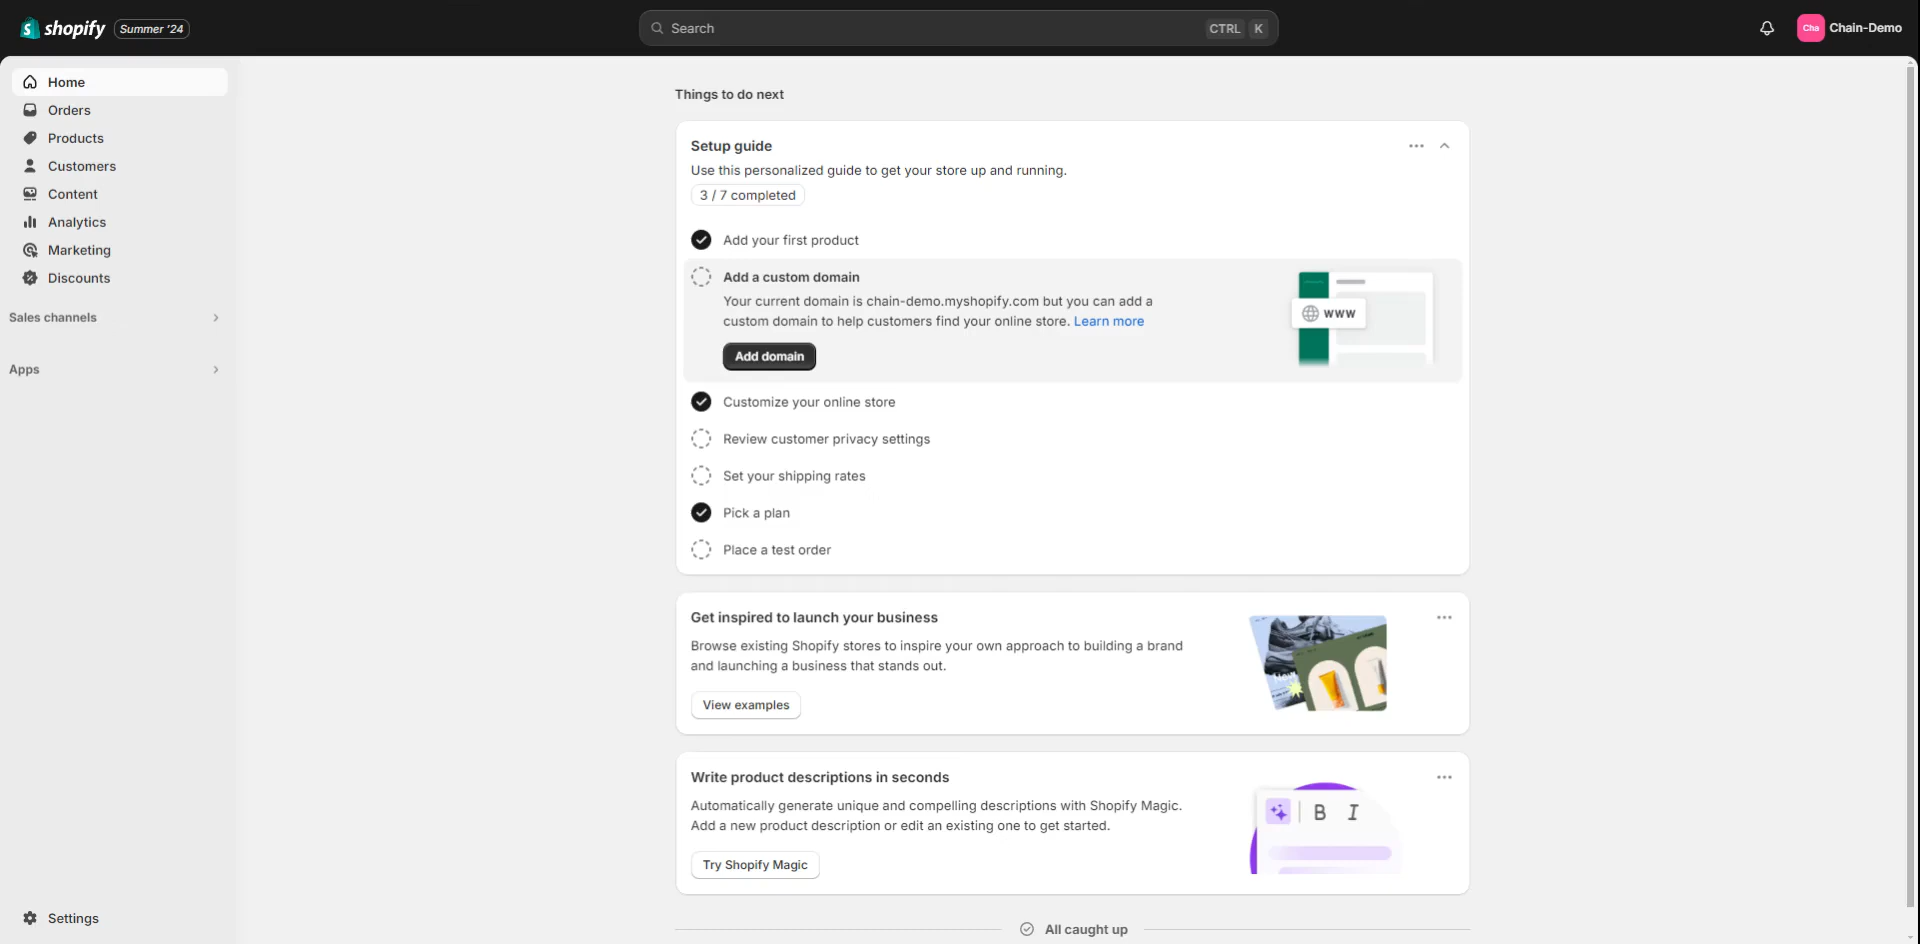 shopify Summer '24
Search CTRL K
Cha Chain-Demo
Home
Orders
Products
Customers
Content
Analytics
Marketing
Discounts
Sales channels
Apps
Settings
Things to do next
Setup guide
Use this personalized guide to get your store up and running.
3 / 7 completed
Add your first product
Add a custom domain
Your current domain is chain-demo.myshopify.com but you can add a
custom domain to help customers find your online store. Learn more
Add domain
www
Customize your online store
Review customer privacy settings
Set your shipping rates
Pick a plan
Place a test order
Get inspired to launch your business
Browse existing Shopify stores to inspire your own approach to building a brand
and launching a business that stands out.
View examples
Write product descriptions in seconds
Automatically generate unique and compelling descriptions with Shopify Magic.
Add a new product description or edit an existing one to get started.
Try Shopify Magic
B I
All caught up